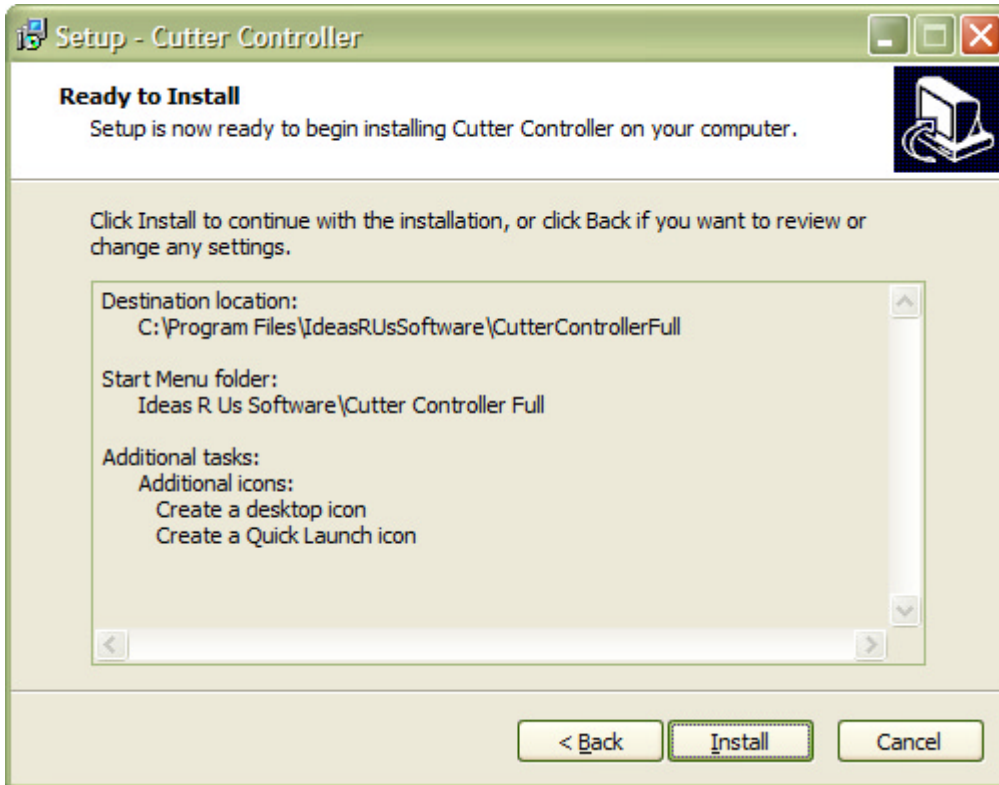 Setup - Cutter Controller
Ready to Install
Setup is now ready to begin installing Cutter Controller on your computer.
Click Install to continue with the installation, or click Back if you want to review or
change any settings.
Destination location:
C:\Program Files\IdeasRUsSoftware\CutterControllerFull
Start Menu folder:
Ideas R Us Software\Cutter Controller Full
Additional tasks:
Additional icons:
Create a desktop icon
Create a Quick Launch icon
< Back
Install
Cancel